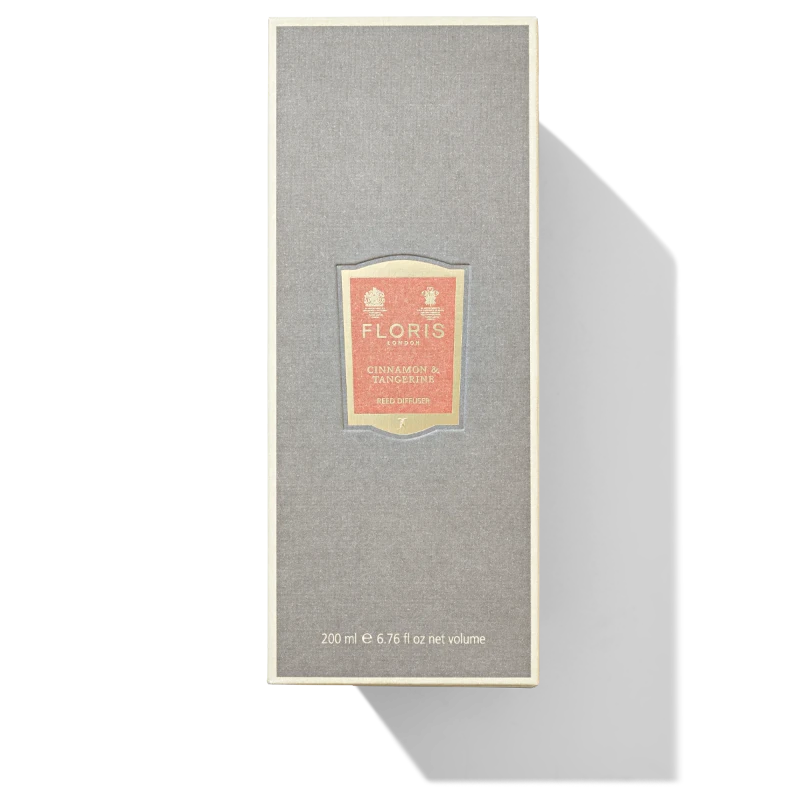 FLORIS
LONDON
CINNAMON &
TANGERINE
REED DIFFUSER
200 ml ℮ 6.76 fl oz net volume